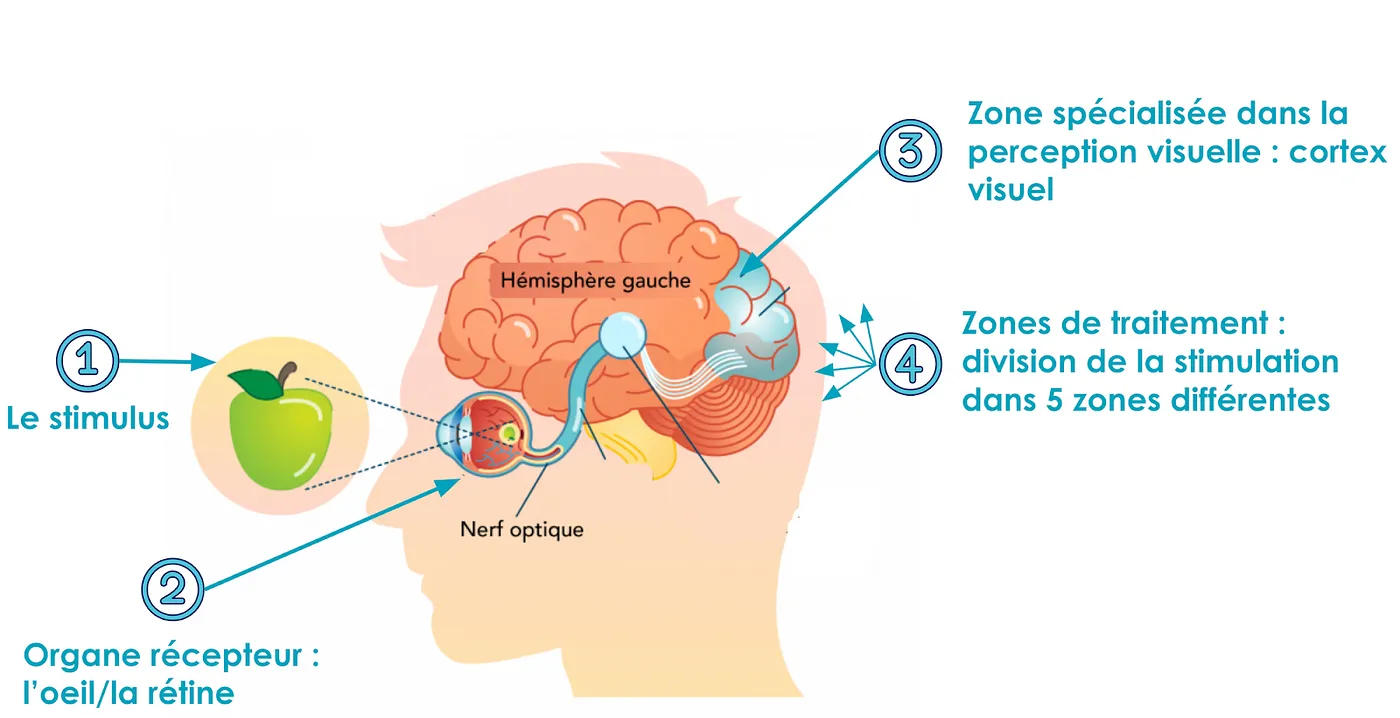 3
Zone spécialisée dans la
perception visuelle : cortex
visuel
Hémisphère gauche
1
Le stimulus
4
Zones de traitement :
division de la stimulation
dans 5 zones différentes
Nerf optique
2
Organe récepteur :
l’oeil/la rétine